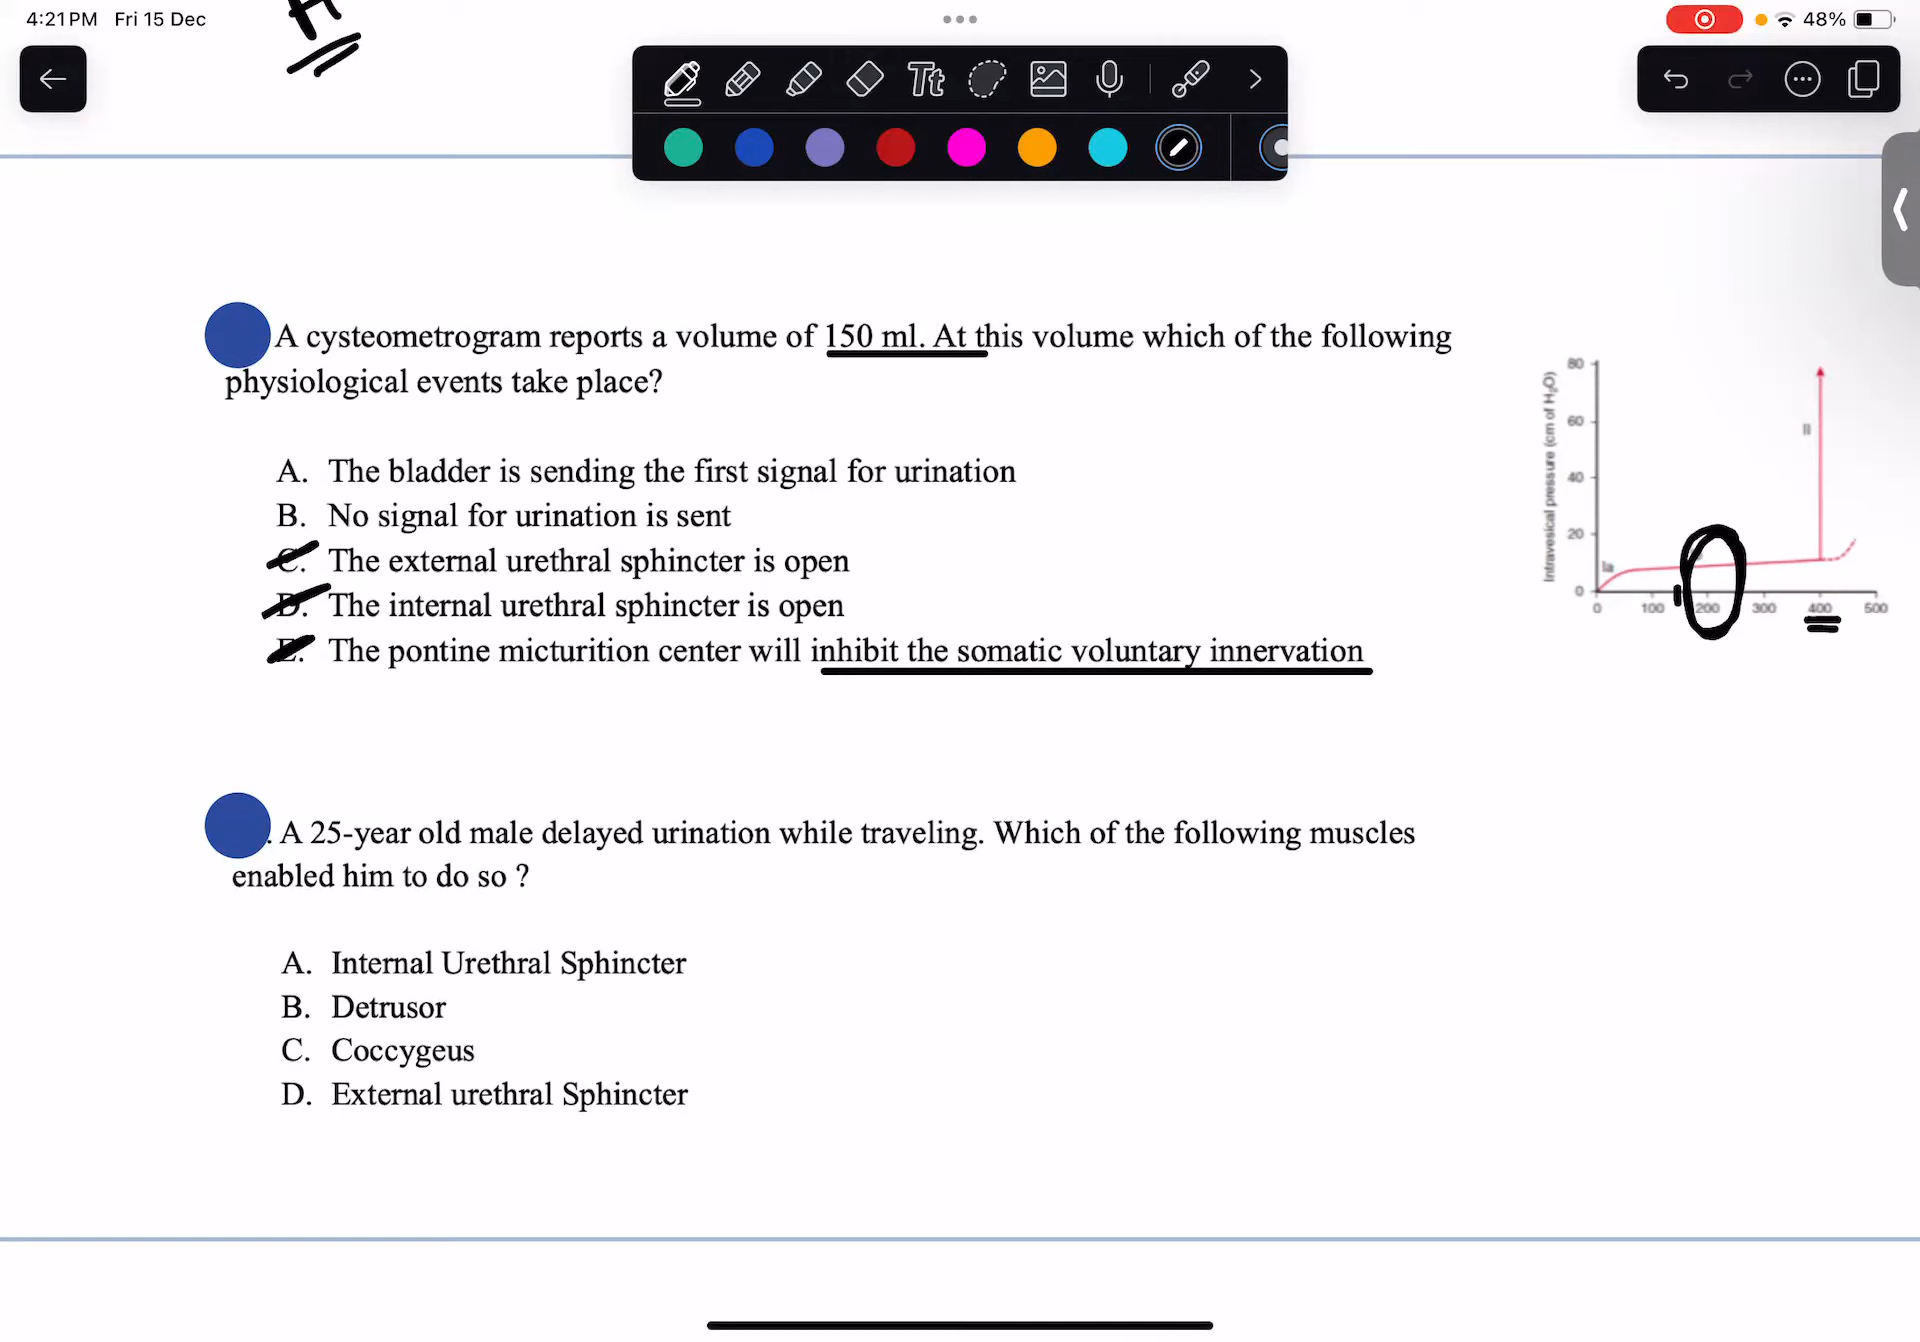 4:21 PM Fri 15 Dec
48%
Tt
A cysteometrogram reports a volume of 150 ml. At this volume which of the following
physiological events take place?
A. The bladder is sending the first signal for urination
B. No signal for urination is sent
C. The external urethral sphincter is open
D. The internal urethral sphincter is open
E. The pontine micturition center will inhibit the somatic voluntary innervation
Intravesical pressure (cm of H₂O)
80
60
40
20
0
Ia
II
0 100 200 300 400 500
. A 25-year old male delayed urination while traveling. Which of the following muscles
enabled him to do so ?
A. Internal Urethral Sphincter
B. Detrusor
C. Coccygeus
D. External urethral Sphincter